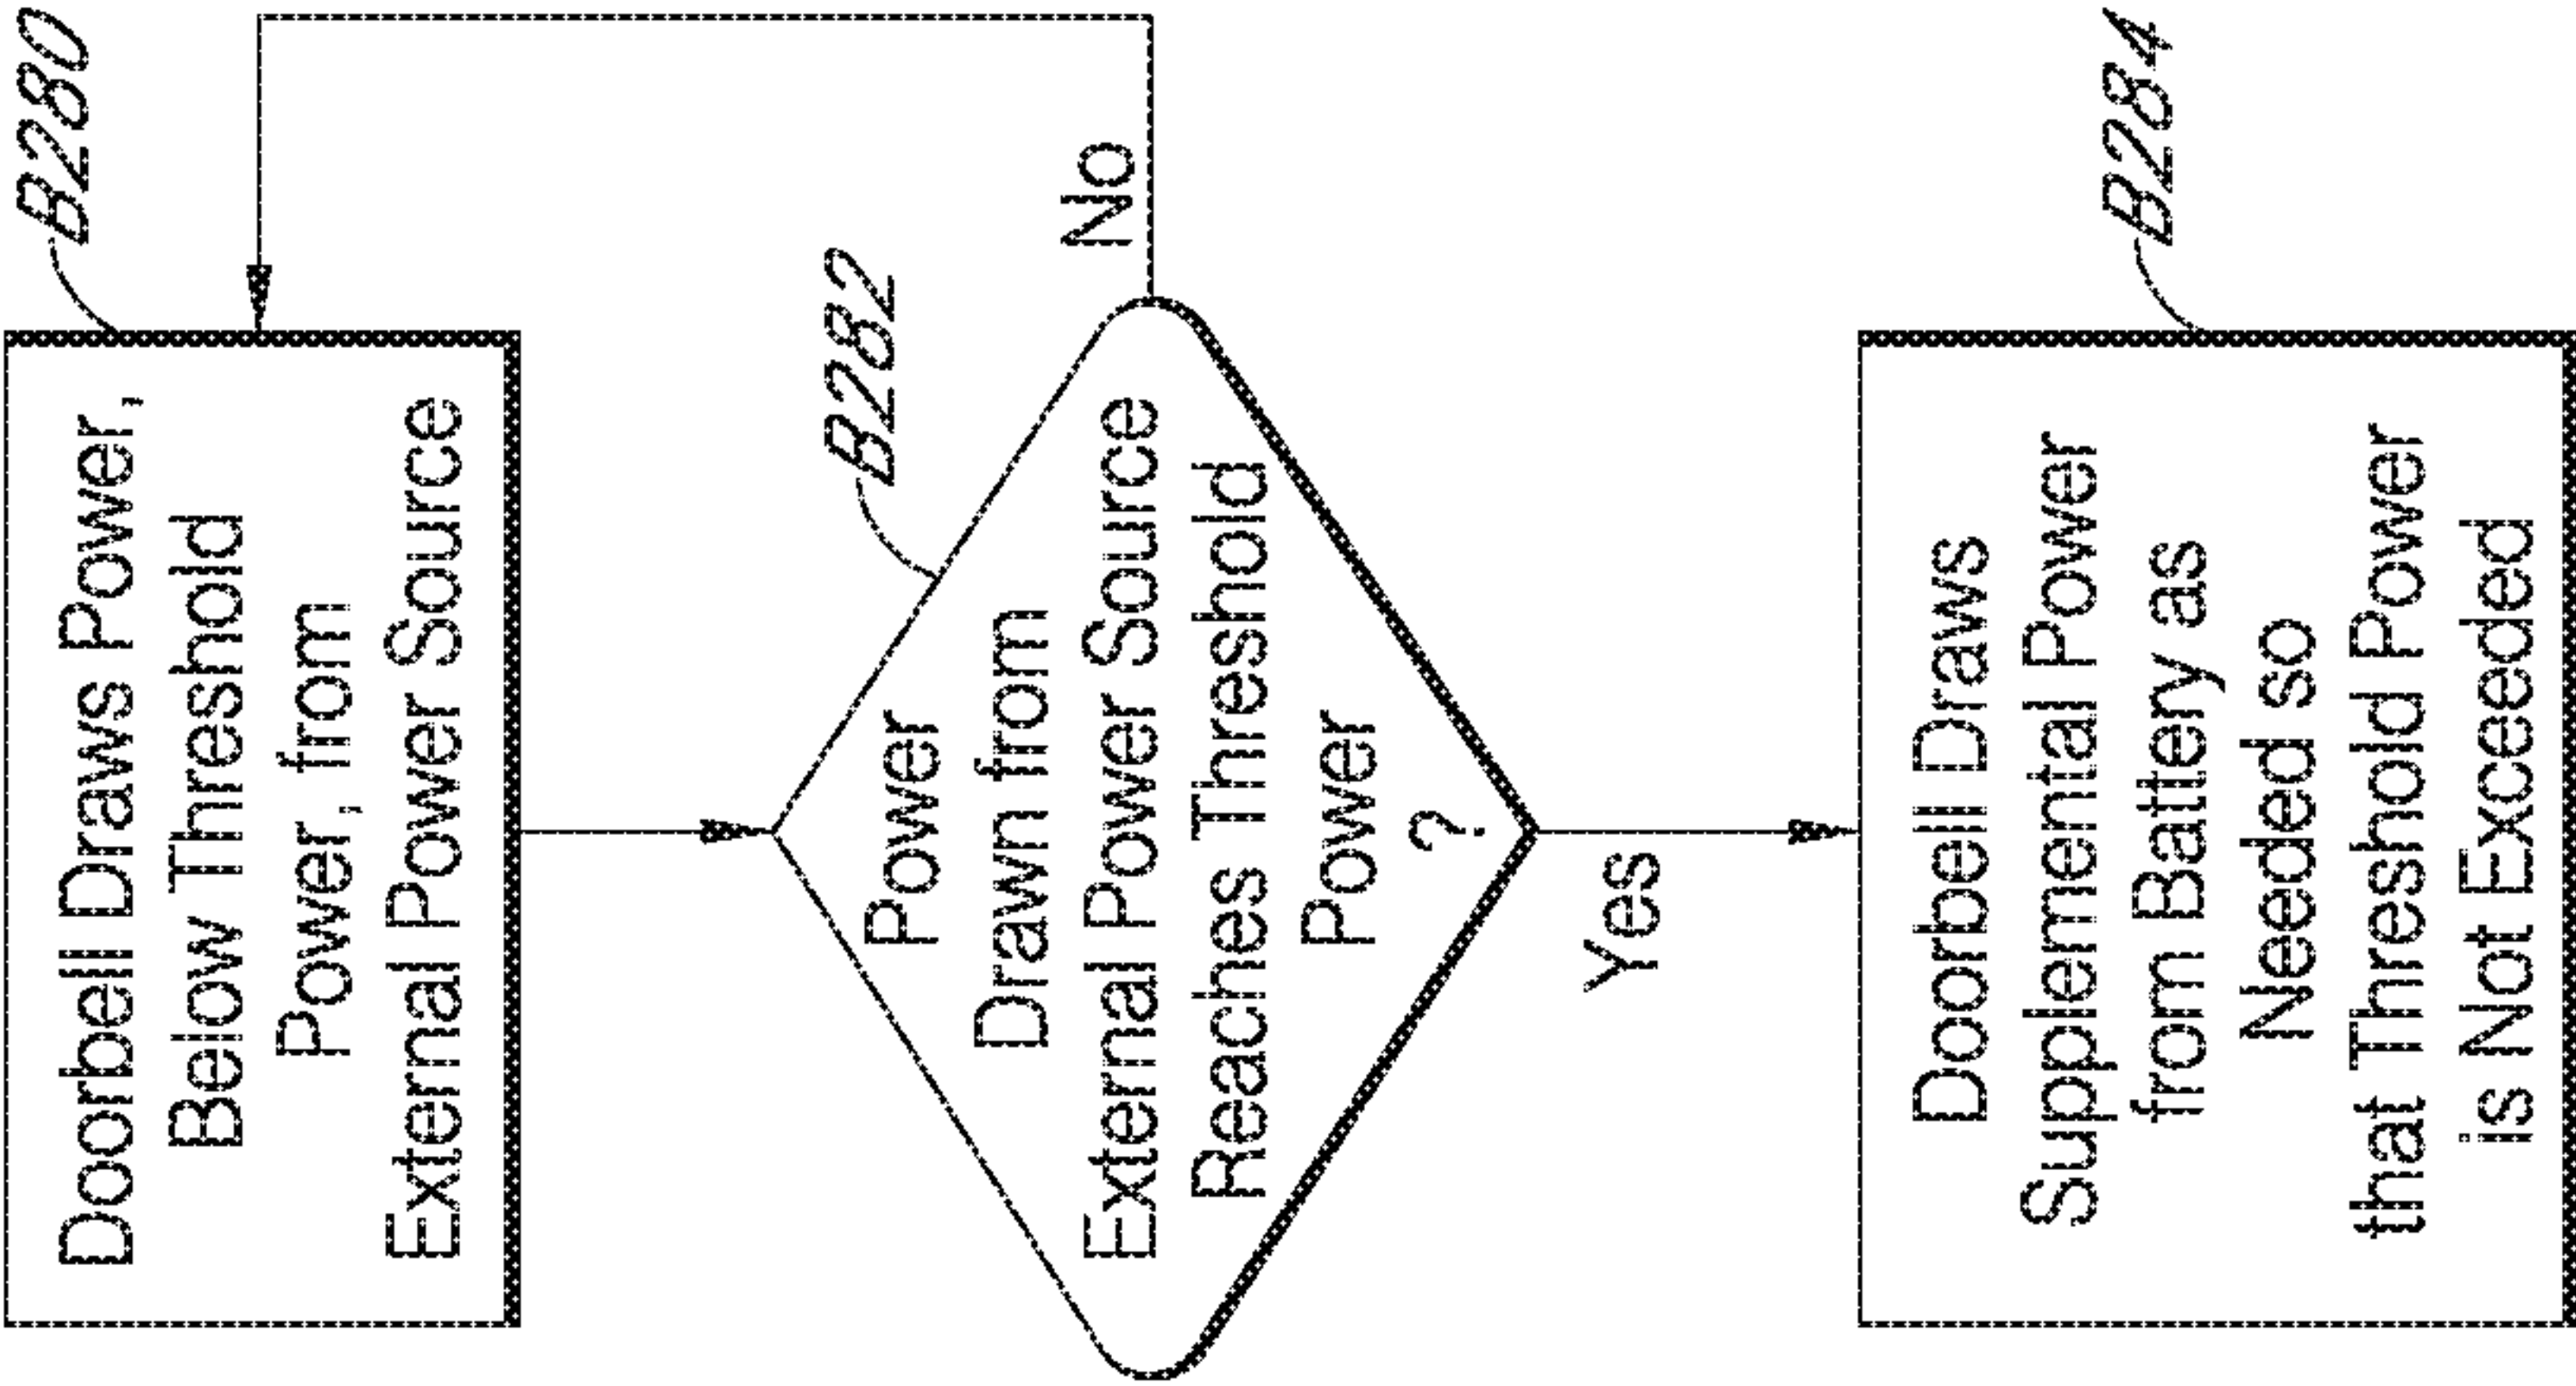 B280
Doorbell Draws Power,
Below Threshold
Power, from
External Power Source
B282
Power
Drawn from
External Power Source
Reaches Threshold
Power
?
No
Yes
B284
Doorbell Draws
Supplemental Power
from Battery as
Needed so
that Threshold Power
is Not Exceeded